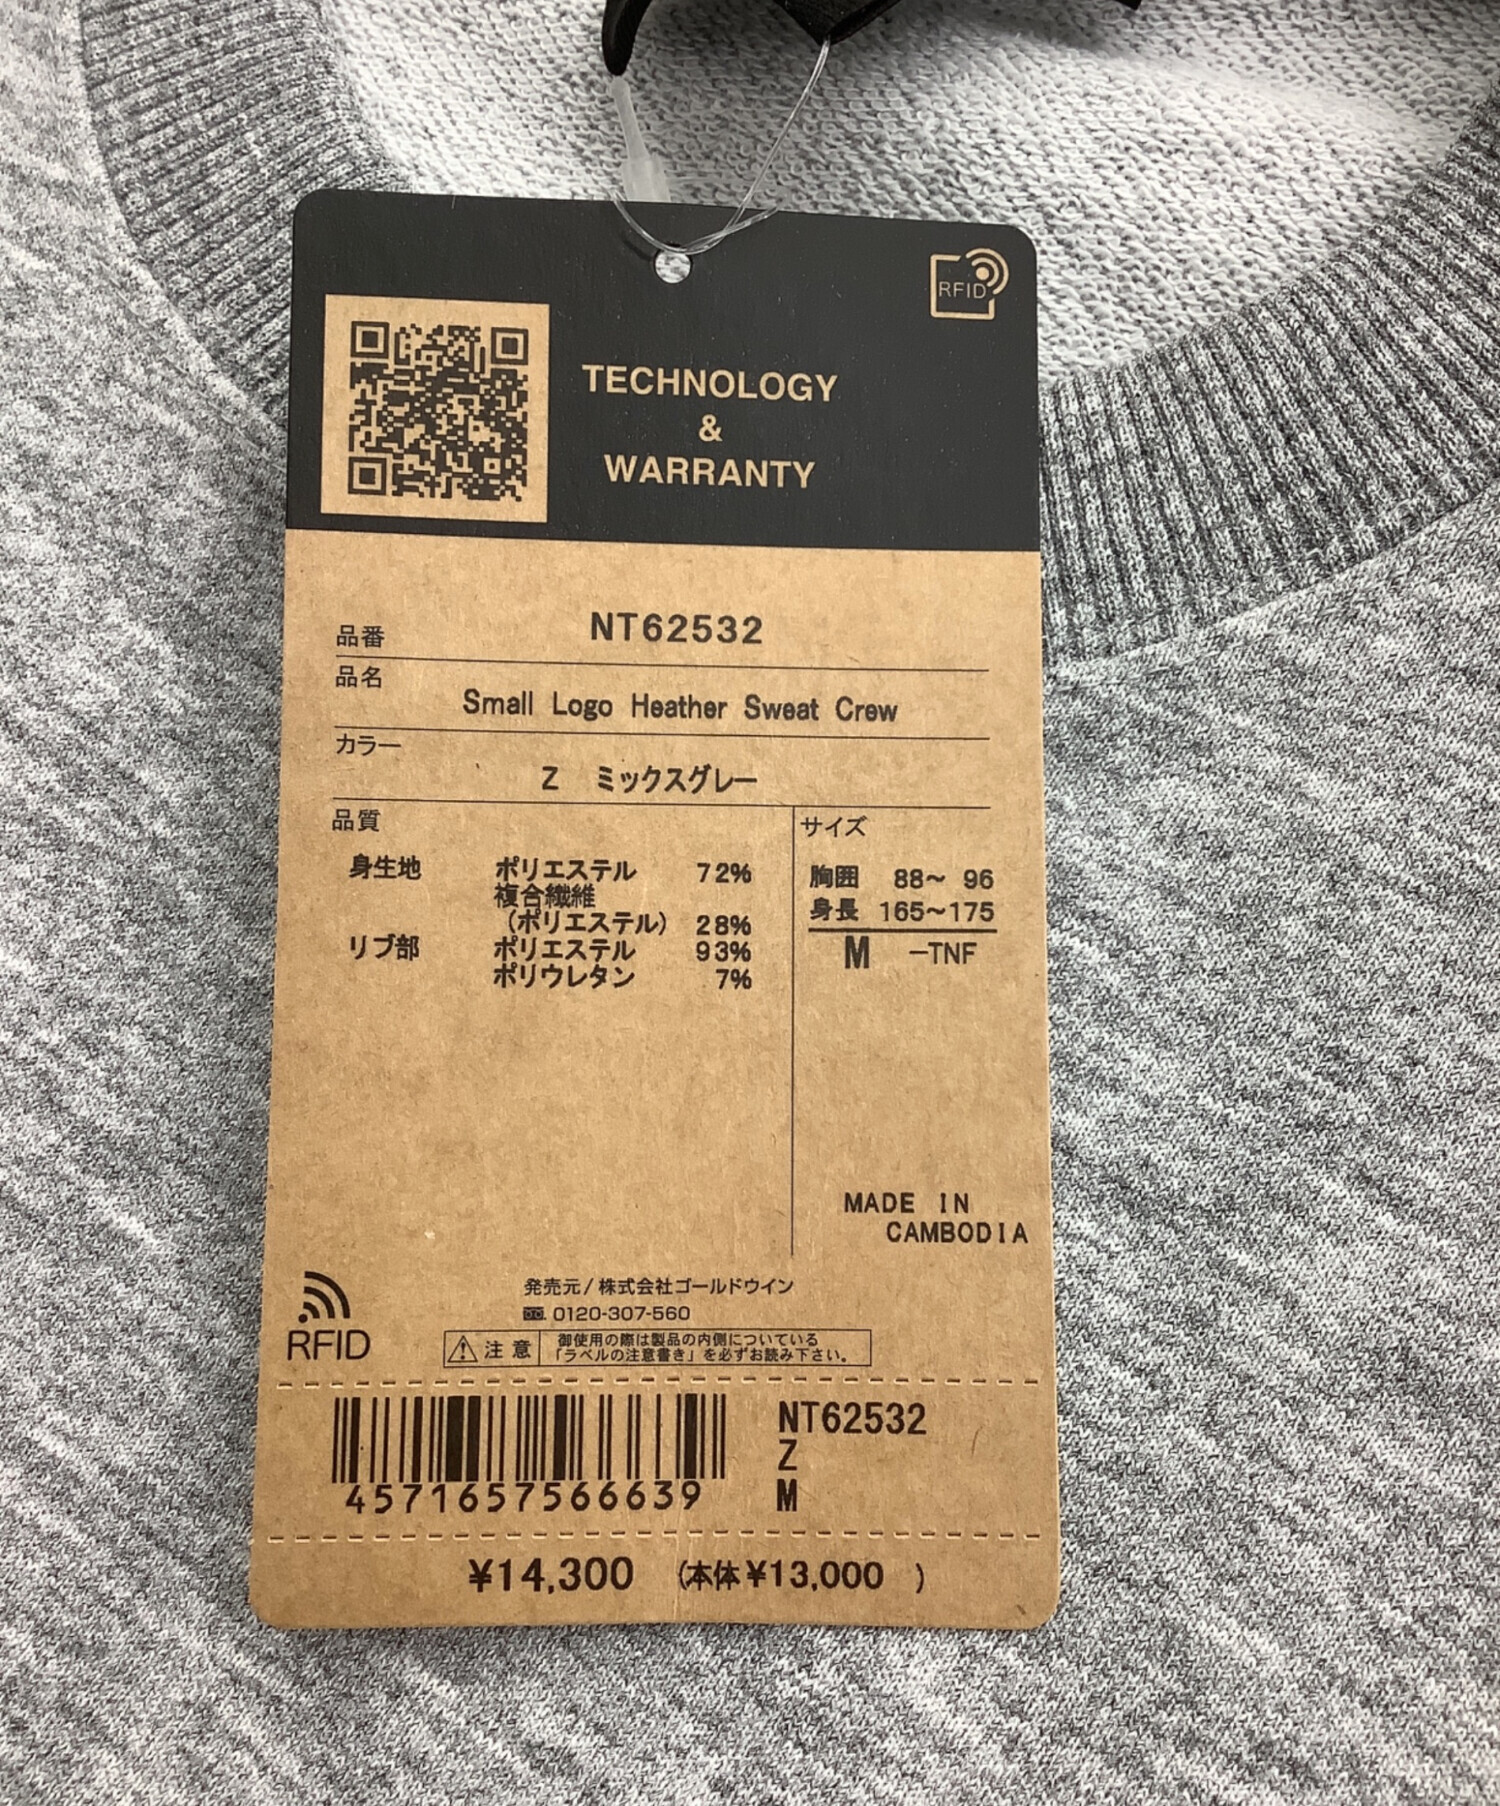 RFID
TECHNOLOGY
&
WARRANTY
品番 NT62532
品名
Small Logo Heather Sweat Crew
カラー
Z ミックスグレー
品質
身生地 ポリエステル 72%
複合繊維
(ポリエステル) 28%
リブ部 ポリエステル 93%
ポリウレタン 7%
サイズ
胸囲 88〜 96
身長 165〜175
M -TNF
MADE IN
CAMBODIA
発売元/株式会社ゴールドウイン
0120-307-560
RFID
注意
御使用の際は製品の内側についている
「ラベルの注意書き」を必ずお読み下さい。
4571657566639
NT62532
Z
M
¥14,300 (本体¥13,000 )